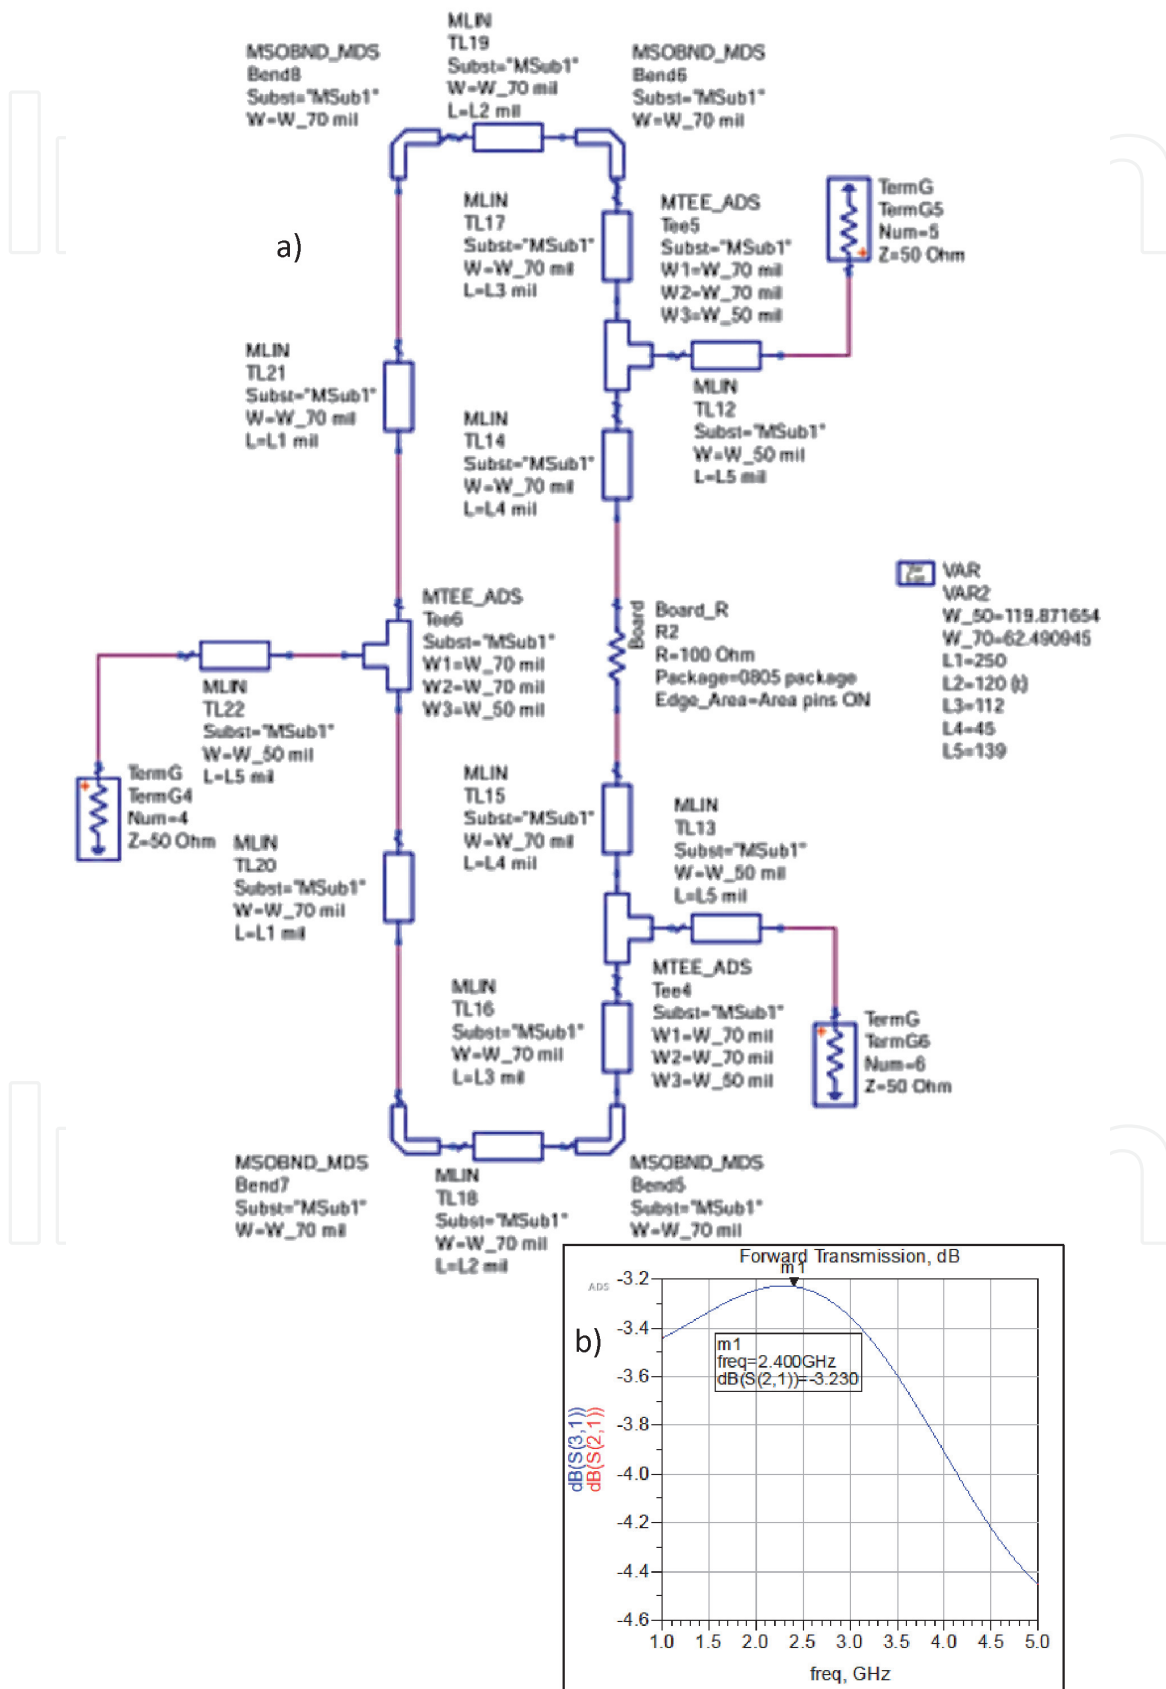 MLIN
TL19
Subst="MSub1"
W=W_70 mil
L=L2 mil
MSOBND_MDS
Bend8
Subst="MSub1"
W=W_70 mil
MSOBND_MDS
Bend6
Subst="MSub1"
W=W_70 mil
a)
MLIN
TL17
Subst="MSub1"
W=W_70 mil
L=L3 mil
MTEE_ADS
Tee5
Subst="MSub1"
W1=W_70 mil
W2=W_70 mil
W3=W_50 mil
TermG
TermG5
Num=5
Z=50 Ohm
MLIN
TL21
Subst="MSub1"
W=W_70 mil
L=L1 mil
MLIN
TL14
Subst="MSub1"
W=W_70 mil
L=L4 mil
MLIN
TL12
Subst="MSub1"
W=W_50 mil
L=L5 mil
MTEE_ADS
Tee6
Subst="MSub1"
W1=W_70 mil
W2=W_70 mil
W3=W_50 mil
Board
Board_R
R2
R=100 Ohm
Package=0805 package
Edge_Area=Area pins ON
VAR
VAR2
W_50=119.871654
W_70=62.490945
L1=250
L2=120 {t}
L3=112
L4=45
L5=139
MLIN
TL22
Subst="MSub1"
W=W_50 mil
L=L5 mil
TermG
TermG4
Num=4
Z=50 Ohm
MLIN
TL20
Subst="MSub1"
W=W_70 mil
L=L1 mil
MLIN
TL15
Subst="MSub1"
W=W_70 mil
L=L4 mil
MLIN
TL13
Subst="MSub1"
W=W_50 mil
L=L5 mil
MLIN
TL16
Subst="MSub1"
W=W_70 mil
L=L3 mil
MTEE_ADS
Tee4
Subst="MSub1"
W1=W_70 mil
W2=W_70 mil
W3=W_50 mil
TermG
TermG6
Num=6
Z=50 Ohm
MSOBND_MDS
Bend7
Subst="MSub1"
W=W_70 mil
MLIN
TL18
Subst="MSub1"
W=W_70 mil
L=L2 mil
MSOBND_MDS
Bend5
Subst="MSub1"
W=W_70 mil
b)
Forward Transmission, dB
m1
ADS
m1
freq=2.400GHz
dB(S(2,1))=-3.230
dB(S(3,1))
dB(S(2,1))
-3.2
-3.4
-3.6
-3.8
-4.0
-4.2
-4.4
-4.6
1.0 1.5 2.0 2.5 3.0 3.5 4.0 4.5 5.0
freq, GHz